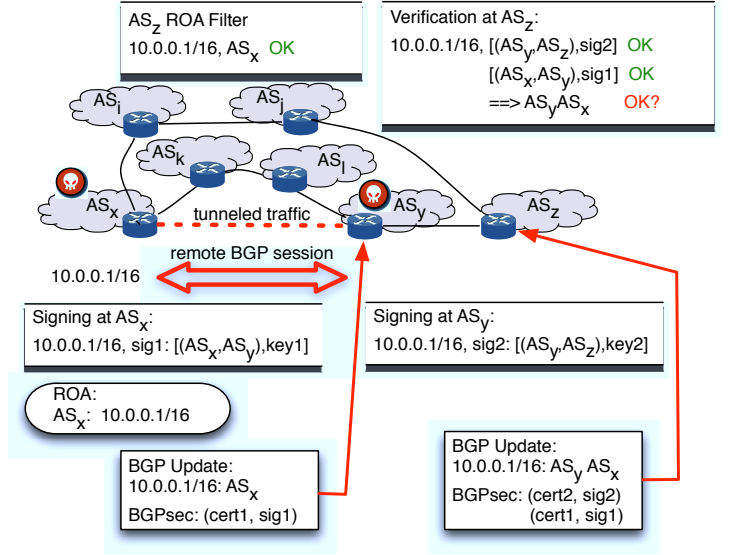 ASz ROA Filter
10.0.0.1/16, ASx OK
Verification at ASz:
10.0.0.1/16, [(ASy,ASz),sig2] OK
[(ASx,ASy),sig1] OK
==> ASyASx OK?
ASi
ASj
ASk
ASl
ASx
ASy
ASz
tunneled traffic
remote BGP session
10.0.0.1/16
Signing at ASx:
10.0.0.1/16, sig1: [(ASx,ASy),key1]
Signing at ASy:
10.0.0.1/16, sig2: [(ASy,ASz),key2]
ROA:
ASx: 10.0.0.1/16
BGP Update:
10.0.0.1/16: ASx
BGPsec: (cert1, sig1)
BGP Update:
10.0.0.1/16: ASy ASx
BGPsec: (cert2, sig2)
(cert1, sig1)